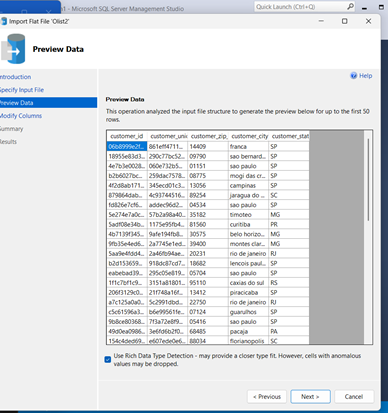 1 - Microsoft SQL Server Management Studio
Quick Launch (Ctrl+Q)
Import Flat File 'Olist2'
Preview Data
Introduction
Specify Input File
Preview Data
Modify Columns
Summary
Results
Help
Preview Data
This operation analyzed the input file structure to generate the preview below for up to the first 50
rows.
customer_id customer_uni customer_zip_ customer_city customer_stat
06b8999e2f... 861eff4711... 14409 franca SP
18955e83d3... 290c77bc52... 09790 sao bernard... SP
4e7b3e0028... 060e732b5... 01151 sao paulo SP
b2b6027bc... 259dac7578... 08775 mogi das cr... SP
4f2d8ab171... 345ecd01c3... 13056 campinas SP
879864dab... 4c93744516... 89254 jaragua do ... SC
fd826e7cf6... addec96d2... 04534 sao paulo SP
5e274e7a0c... 57b2a98a40... 35182 timoteo MG
5adf08e34b... 1175e95fb4... 81560 curitiba PR
4b7139f345... 9afe194fb8... 30575 belo horizo... MG
9fb35e4ed6... 2a7745e1ed... 39400 montes clar... MG
5aa9e4fdd4... 2a46fb94ae... 20231 rio de janeiro RJ
b2d153659... 918dc87cd7... 18682 lencois paul... SP
eabebad39... 295c05e819... 05704 sao paulo SP
1f1c7bf1c9... 3151a81801... 95110 caxias do sul RS
206f3129c0... 21f748a16f... 13412 piracicaba SP
a7c125a0a0... 5c2991dbd... 22750 rio de janeiro RJ
c5c61596a3... b6e99561fe... 07124 guarulhos SP
9b8ce80368... 7f3a72e8f9... 05416 sao paulo SP
49d0ea0986... 3e6fd6b2f0... 68485 pacaja PA
154c4ded69... e607ede0e6... 88034 florianopolis SC
Use Rich Data Type Detection - may provide a closer type fit. However, cells with anomalous
values may be dropped.
< Previous
Next >
Cancel